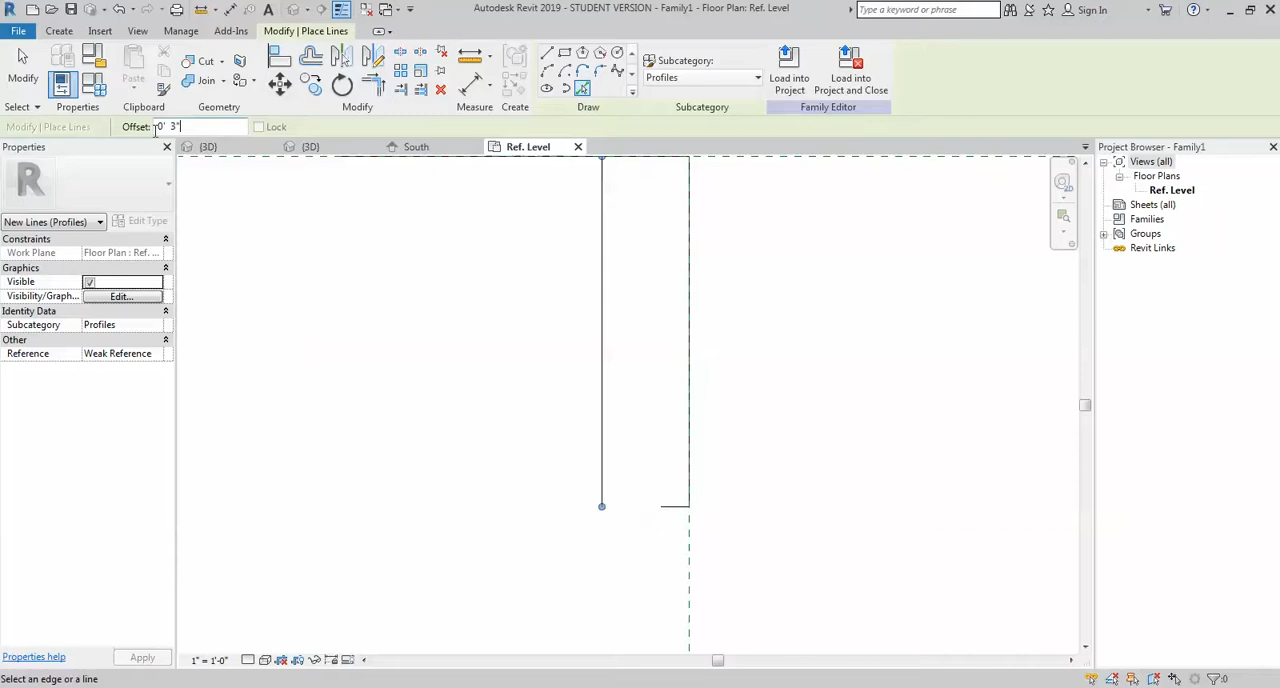 Autodesk Revit 2019 - STUDENT VERSION - Family1 - Floor Plan: Ref. Level
Type a keyword or phrase
Sign In
File Create Insert View Manage Add-Ins Modify | Place Lines
Modify
Paste
Cut
Join
Subcategory:
Profiles
Load into
Project
Load into
Project and Close
Select Properties Clipboard Geometry Modify Measure Create Draw Subcategory Family Editor
Modify | Place Lines Offset: 0' 3" Lock
Properties
{3D} {3D} South Ref. Level
Project Browser - Family1
R
New Lines (Profiles) Edit Type
Constraints
Work Plane Floor Plan : Ref. ...
Graphics
Visible
Visibility/Graph... Edit...
Identity Data
Subcategory Profiles
Other
Reference Weak Reference
Views (all)
Floor Plans
Ref. Level
Sheets (all)
Families
Groups
Revit Links
2D
Properties help Apply
1" = 1'-0"
Select an edge or a line
:0